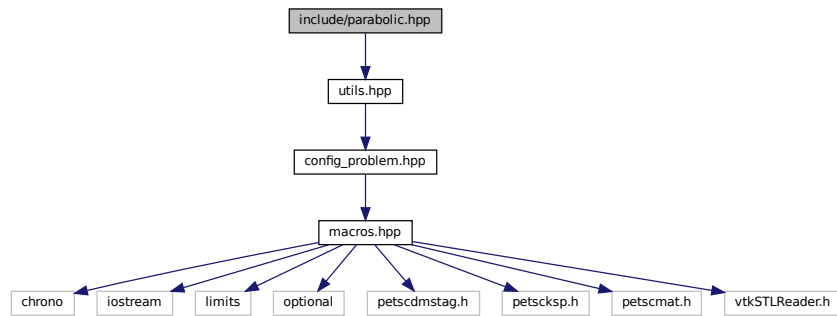 include/parabolic.hpp
utils.hpp
config_problem.hpp
macros.hpp
chrono
iostream
limits
optional
petscdmstag.h
petscksp.h
petscmat.h
vtkSTLReader.h